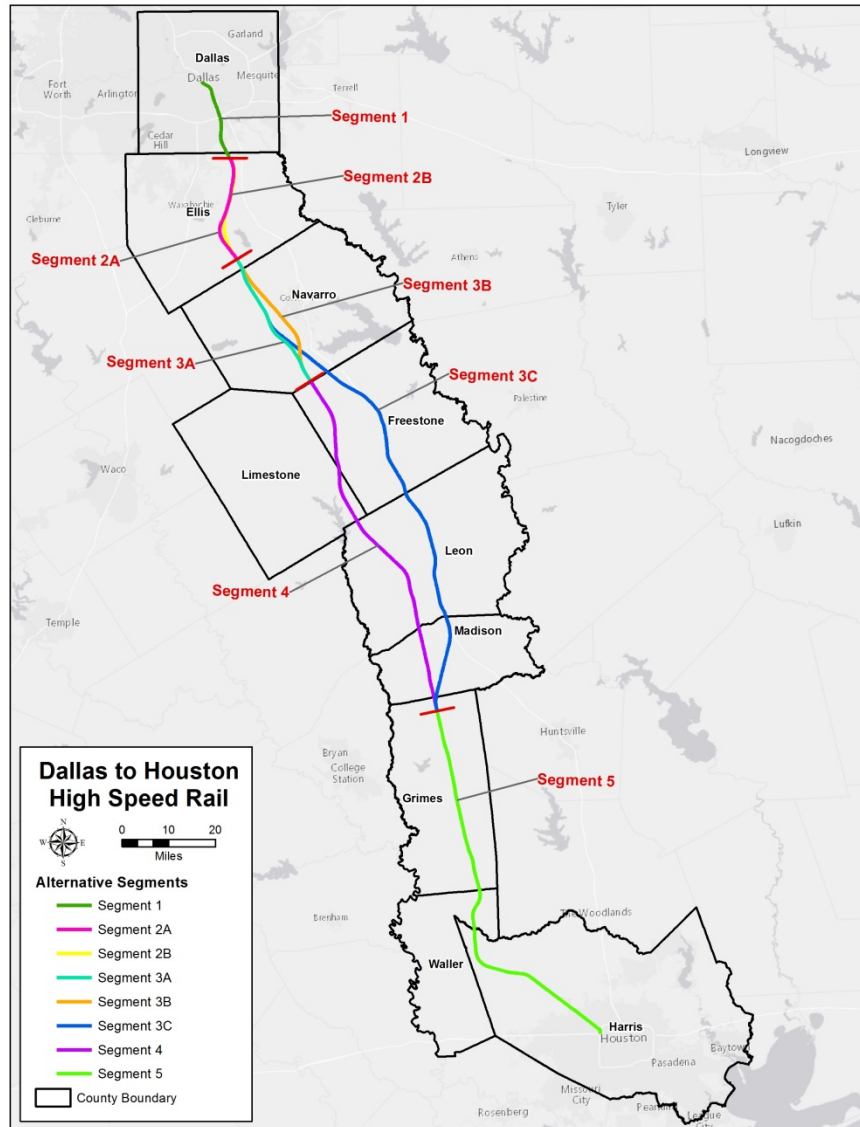 Garland
Dallas
Dallas
Mesquite
Fort
Worth
Arlington
Terrell
Cedar
Hill
Segment 1
Longview
Segment 2B
Waxahachie
Ellis
Cleburne
Tyler
Segment 2A
Athens
Segment 3B
Navarro
Segment 3A
Segment 3C
Palestine
Freestone
Nacogdoches
Waco
Limestone
Lufkin
Leon
Segment 4
Temple
Madison
Huntsville
Bryan
College
Station
Segment 5
Grimes
Brenham
The Woodlands
Waller
Harris
Houston
Baytown
Pasadena
Missouri
City
Rosenberg
League
City
Dallas to Houston
High Speed Rail
N
W E
S
0 10 20
Miles
Alternative Segments
Segment 1
Segment 2A
Segment 2B
Segment 3A
Segment 3B
Segment 3C
Segment 4
Segment 5
County Boundary